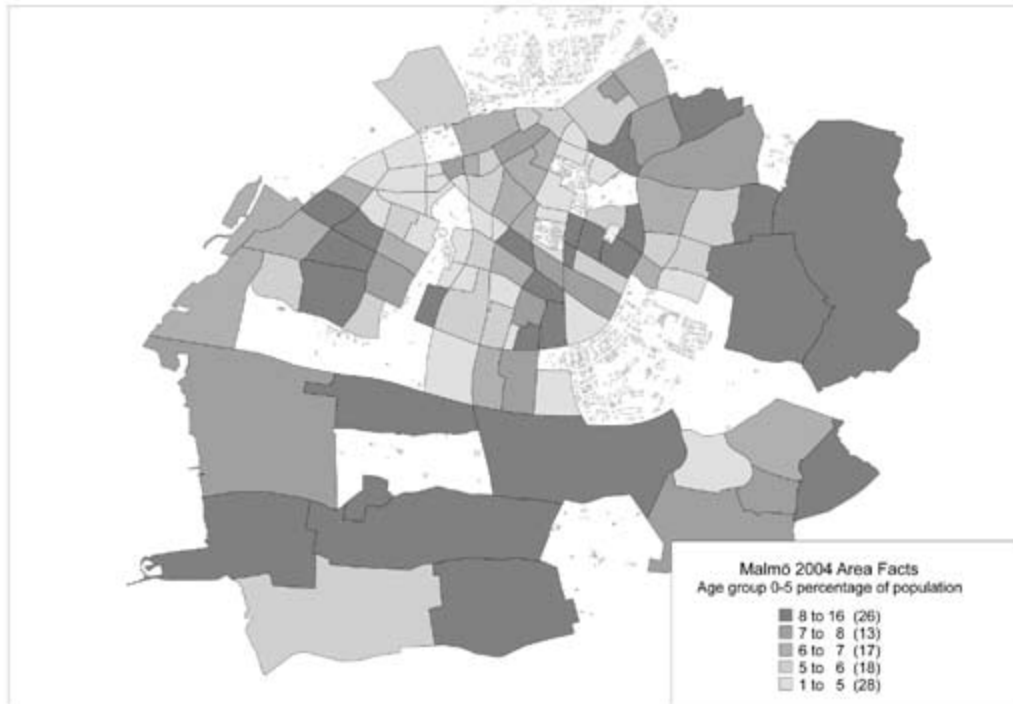 Malmö 2004 Area Facts
Age group 0-5 percentage of population
8 to 16 (26)
7 to 8 (13)
6 to 7 (17)
5 to 6 (18)
1 to 5 (28)